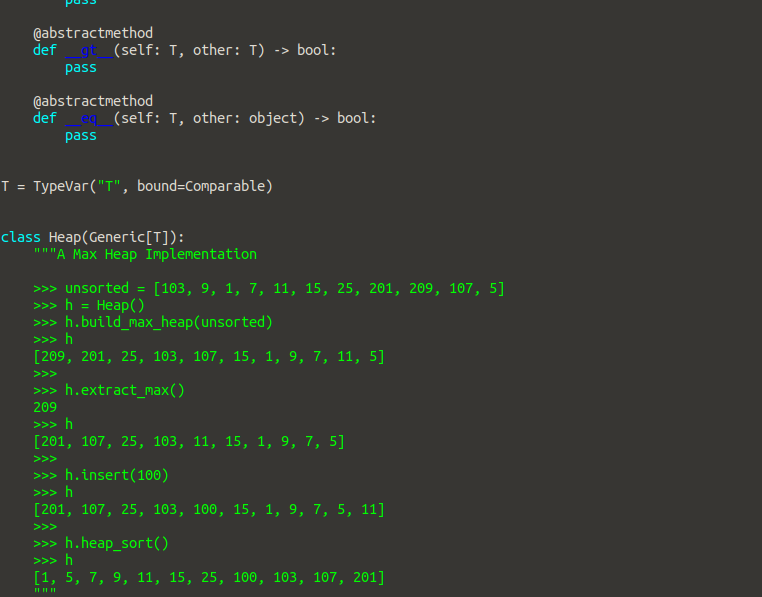 pass
@abstractmethod
def __gt__(self: T, other: T) -> bool:
pass
@abstractmethod
def __eq__(self: T, other: object) -> bool:
pass
T = TypeVar("T", bound=Comparable)
class Heap(Generic[T]):
"""A Max Heap Implementation
>>> unsorted = [103, 9, 1, 7, 11, 15, 25, 201, 209, 107, 5]
>>> h = Heap()
>>> h.build_max_heap(unsorted)
>>> h
[209, 201, 25, 103, 107, 15, 1, 9, 7, 11, 5]
>>>
>>> h.extract_max()
209
>>> h
[201, 107, 25, 103, 11, 15, 1, 9, 7, 5]
>>>
>>> h.insert(100)
>>> h
[201, 107, 25, 103, 100, 15, 1, 9, 7, 5, 11]
>>>
>>> h.heap_sort()
>>> h
[1, 5, 7, 9, 11, 15, 25, 100, 103, 107, 201]
"""